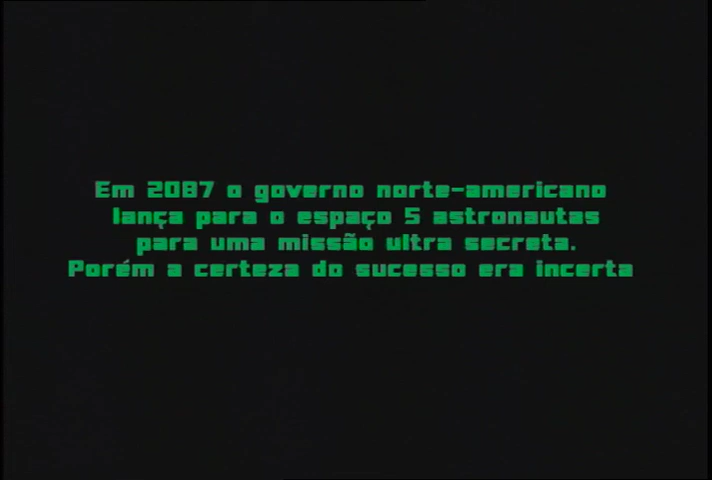 Em 2087 o governo norte-americano
lança para o espaço 5 astronautas
para uma missão ultra secreta.
Porém a certeza do sucesso era incerta